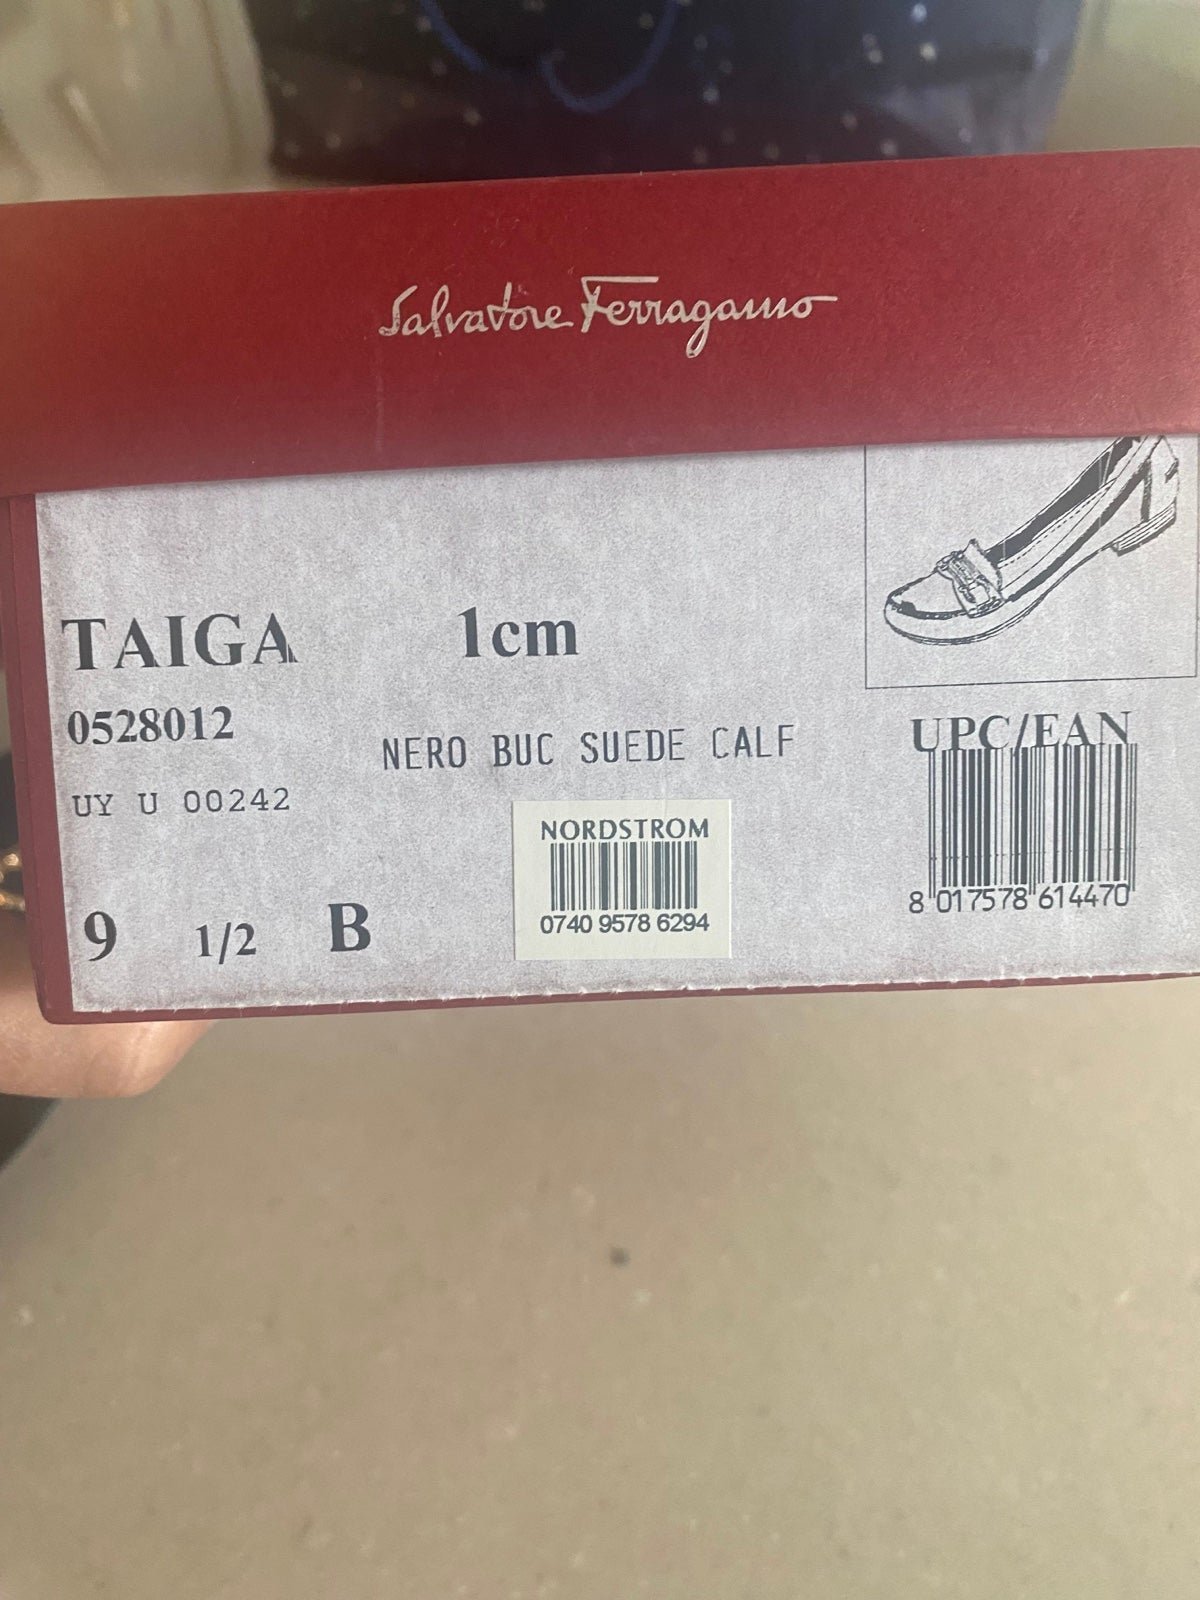 Salvatore Ferragamo
TAIGA 1cm
0528012
NERO BUC SUEDE CALF
UPC/EAN
UY U 00242
NORDSTROM
8 017578 614470
0740 9578 6294
9 1/2 B